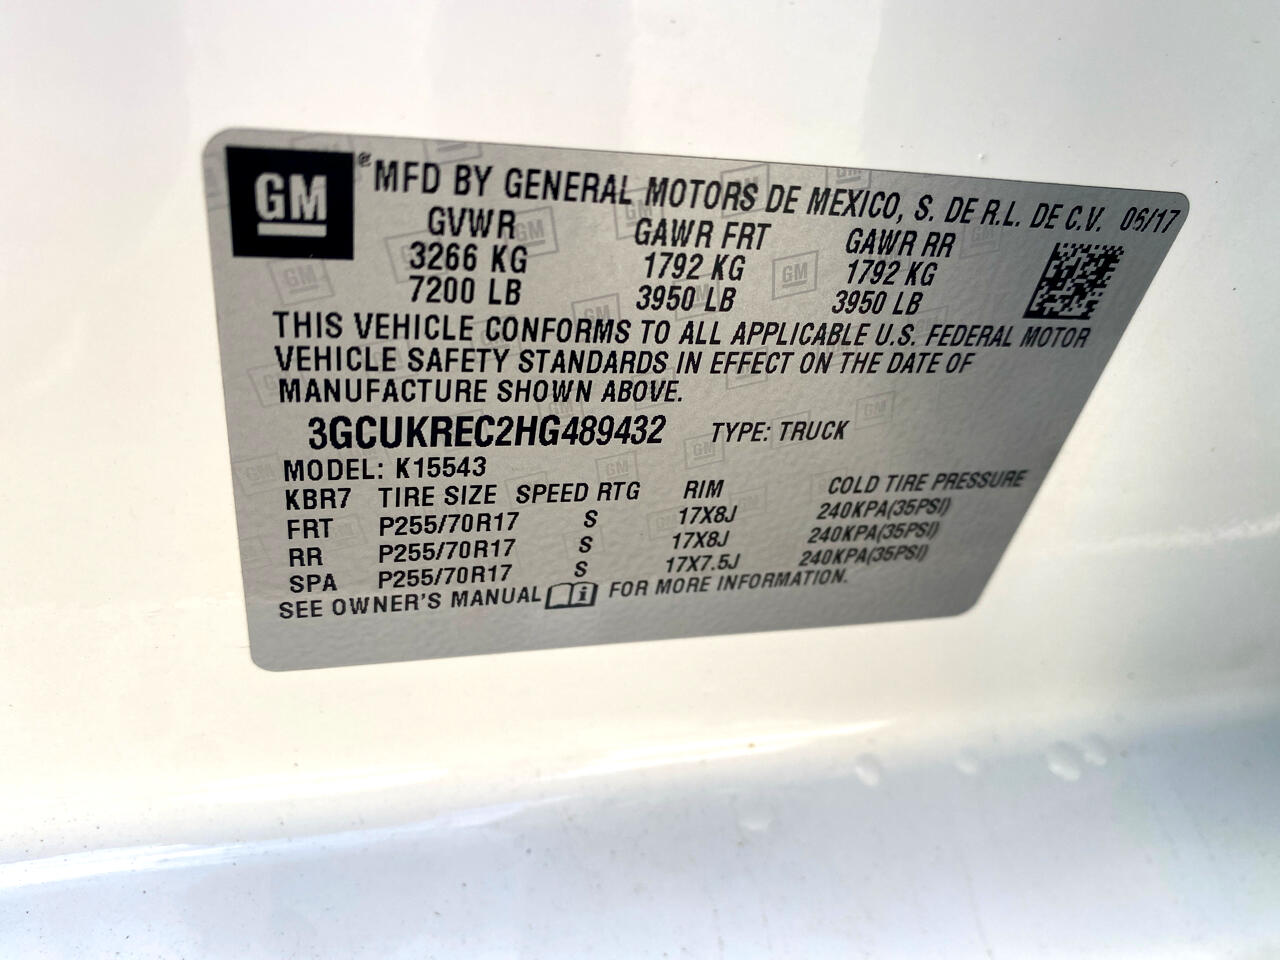 GM ® MFD BY GENERAL MOTORS DE MEXICO, S. DE R.L. DE C.V. 06/17
GVWR GAWR FRT GAWR RR
3266 KG 1792 KG 1792 KG
7200 LB 3950 LB 3950 LB
THIS VEHICLE CONFORMS TO ALL APPLICABLE U.S. FEDERAL MOTOR
VEHICLE SAFETY STANDARDS IN EFFECT ON THE DATE OF
MANUFACTURE SHOWN ABOVE.
3GCUKREC2HG489432 TYPE: TRUCK
MODEL: K15543
KBR7 TIRE SIZE SPEED RTG RIM COLD TIRE PRESSURE
FRT P255/70R17 S 17X8J 240KPA(35PSI)
RR P255/70R17 S 17X8J 240KPA(35PSI)
SPA P255/70R17 S 17X7.5J 240KPA(35PSI)
SEE OWNER'S MANUAL i FOR MORE INFORMATION.